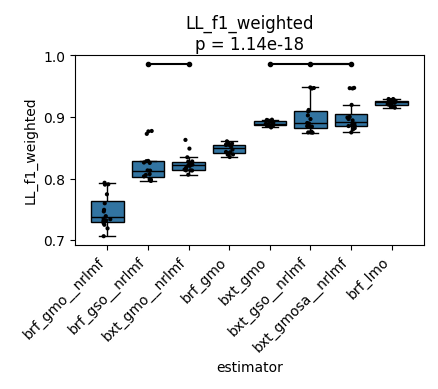 LL_f1_weighted
p = 1.14e-18
LL_f1_weighted
1.0
0.9
0.8
0.7
brf_gmo__nrlmf
brf_gso__nrlmf
bxt_gmo__nrlmf
brf_gmo
bxt_gmo
bxt_gso__nrlmf
bxt_gmosa__nrlmf
brf_lmo
estimator